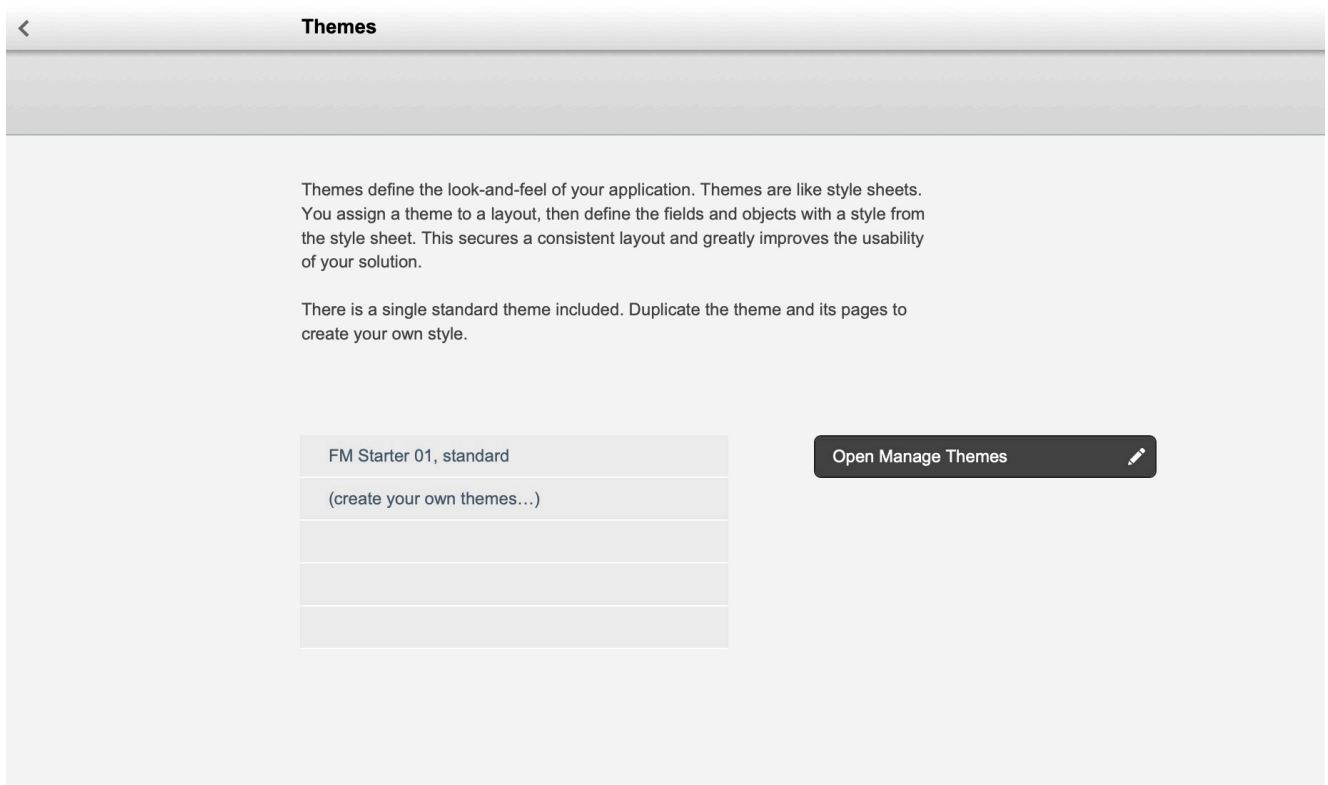 Themes
Themes define the look-and-feel of your application. Themes are like style sheets.
You assign a theme to a layout, then define the fields and objects with a style from
the style sheet. This secures a consistent layout and greatly improves the usability
of your solution.
There is a single standard theme included. Duplicate the theme and its pages to
create your own style.
FM Starter 01, standard
Open Manage Themes
(create your own themes…)